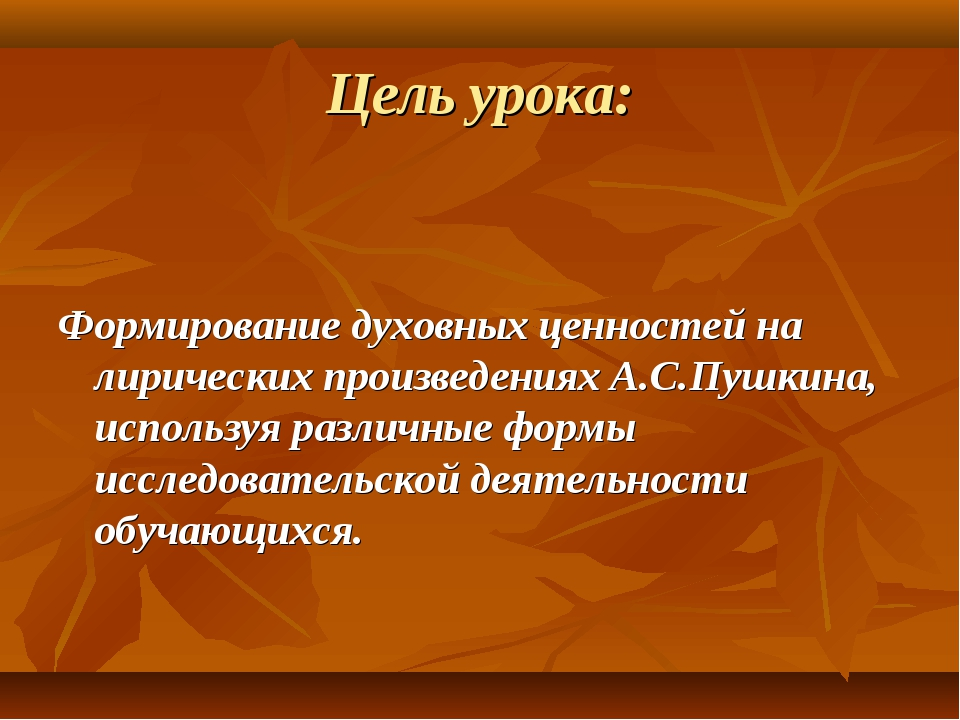 Цель урока:
Формирование духовных ценностей на
лирических произведениях А.С.Пушкина,
используя различные формы
исследовательской деятельности
обучающихся.